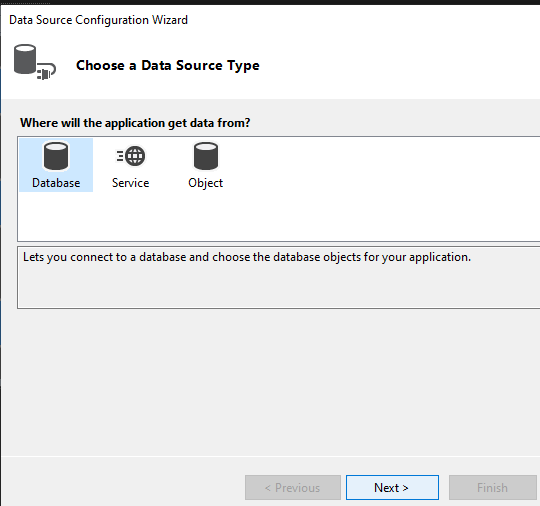 Data Source Configuration Wizard
Choose a Data Source Type
Where will the application get data from?
Database Service Object
Lets you connect to a database and choose the database objects for your application.
< Previous Next > Finish